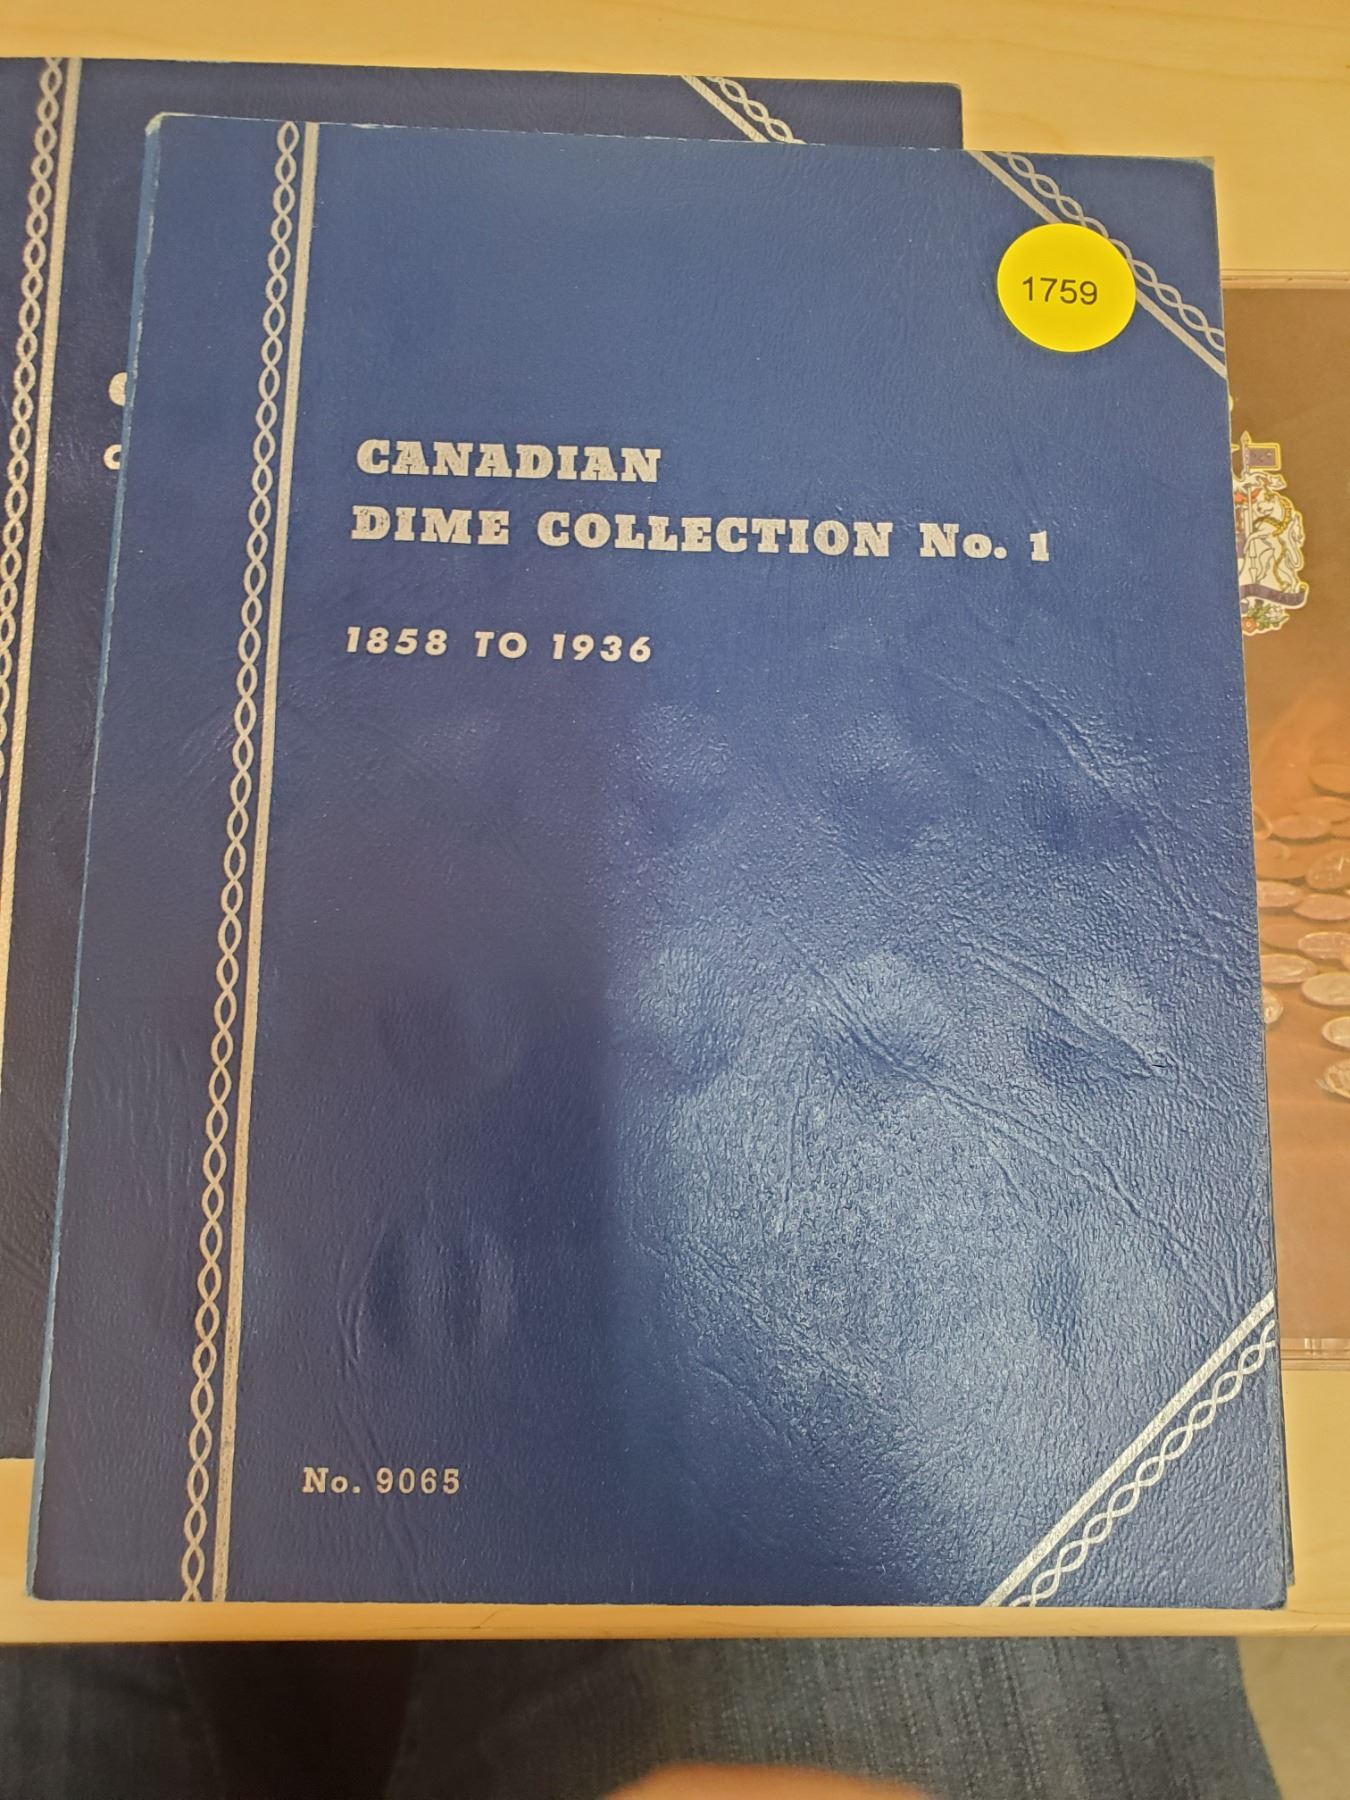 1759
CANADIAN
DIME COLLECTION No. 1
1858 TO 1936
No. 9065